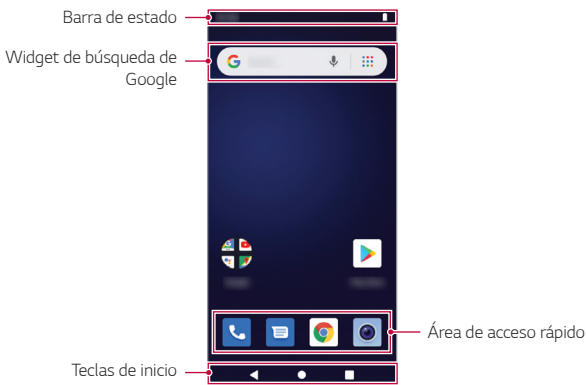 Barra de estado
Widget de búsqueda de
Google
Área de acceso rápido
Teclas de inicio